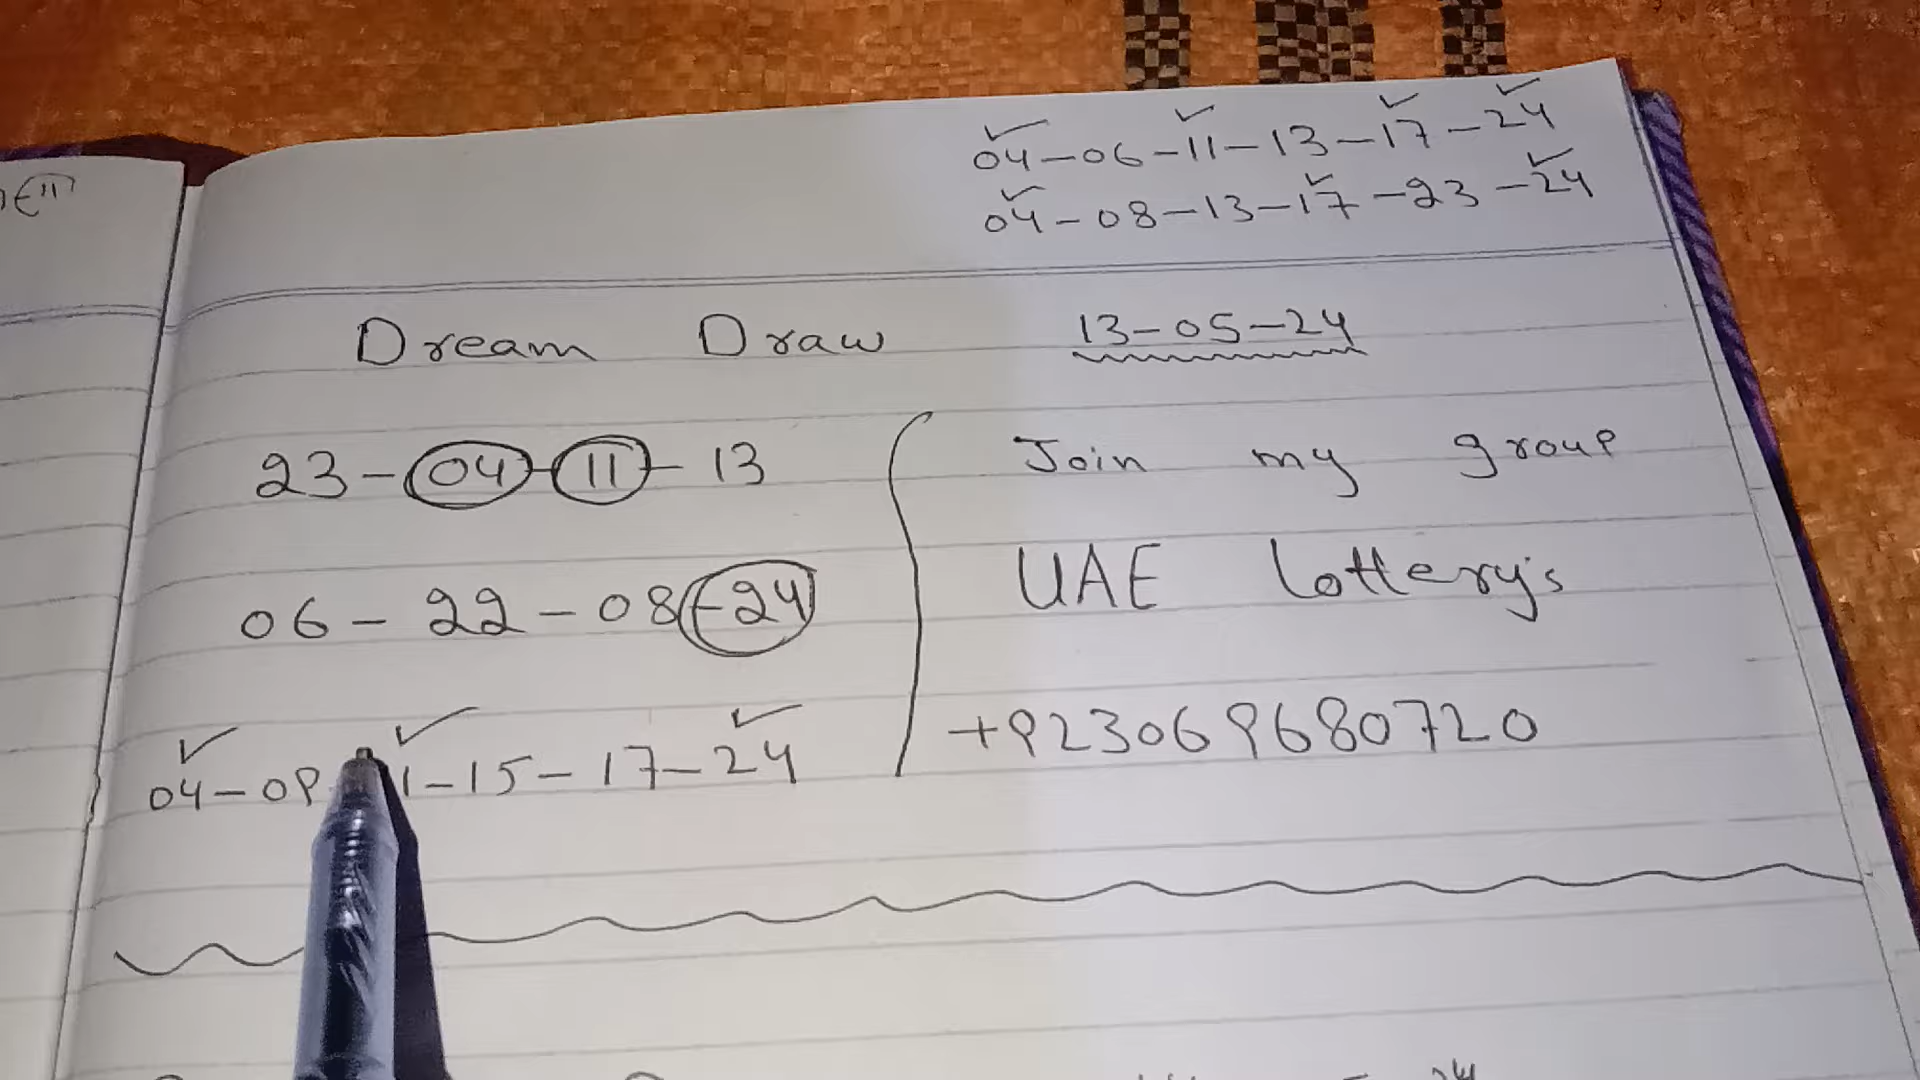 04-06-11-13-17-24
04-08-13-17-23-24
Dream Draw 13-05-24
23-04-11-13
06-22-08-24
04-09 1-15-17-24
Join my group
UAE lottery's
+923069680720